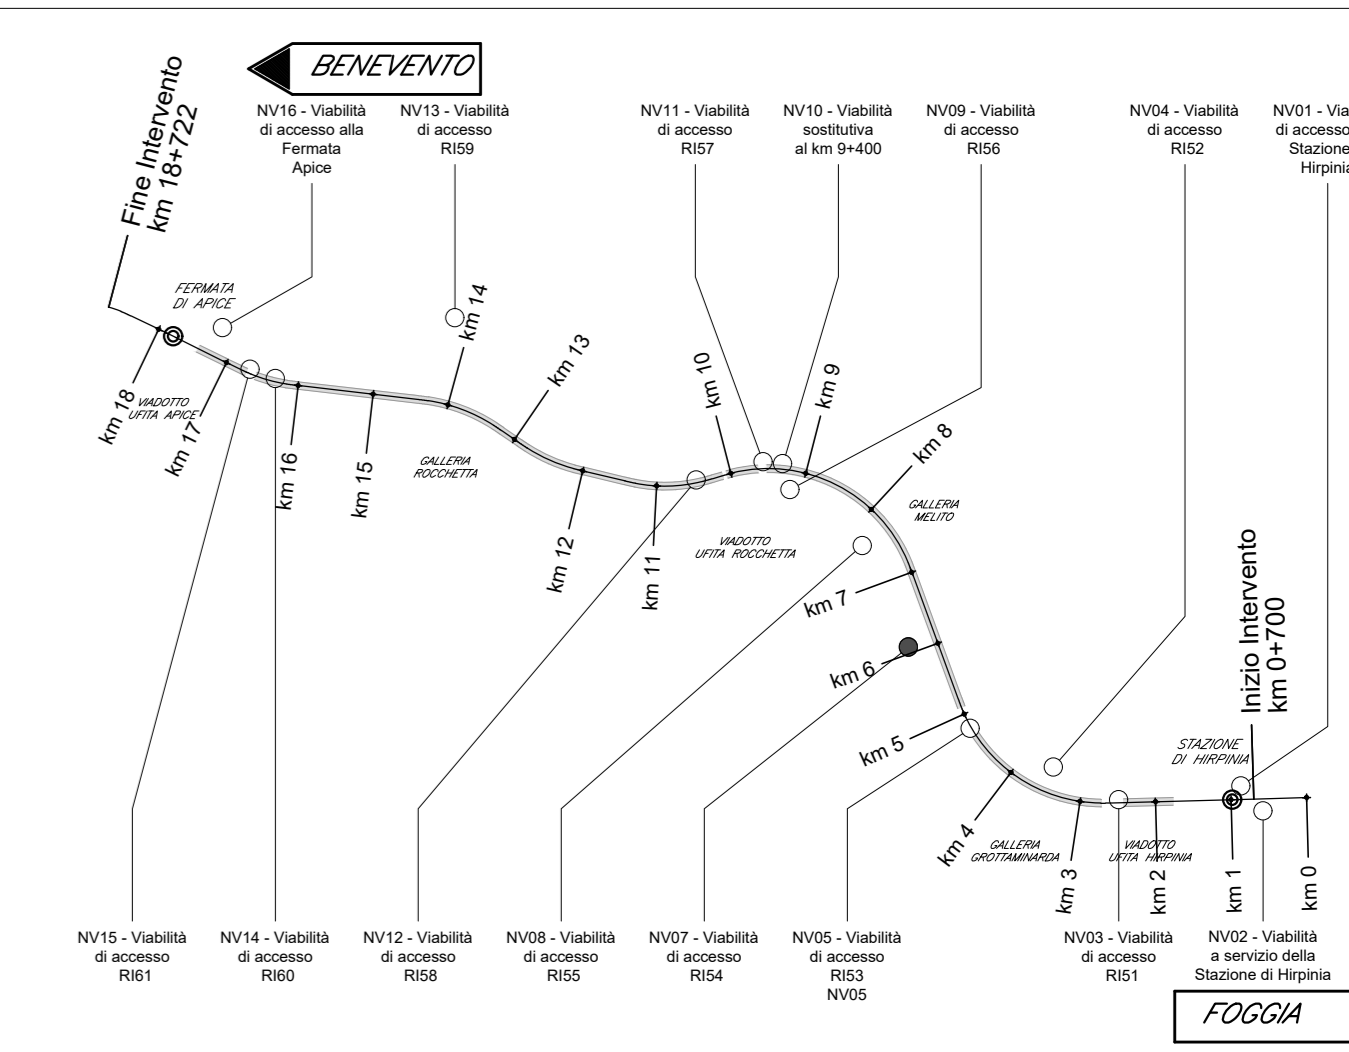 BENEVENTO
Fine Intervento
km 18+722
NV16 - Viabilità
di accesso alla
Fermata
Apice
NV13 - Viabilità
di accesso
RI59
NV11 - Viabilità
di accesso
RI57
NV10 - Viabilità
sostitutiva
al km 9+400
NV09 - Viabilità
di accesso
RI56
NV04 - Viabilità
di accesso
RI52
NV01 - Via
di accesso
Stazione
Hirpinia
FERMATA
DI APICE
VIADOTTO
UFITA APICE
GALLERIA
ROCCHETTA
VIADOTTO
UFITA ROCCHETTA
GALLERIA
MELITO
STAZIONE
DI HIRPINIA
GALLERIA
GROTTAMINARDA
VIADOTTO
UFITA HIRPINIA
Inizio Intervento
km 0+700
km 18
km 17
km 16
km 15
km 14
km 13
km 12
km 11
km 10
km 9
km 8
km 7
km 6
km 5
km 4
km 3
km 2
km 1
km 0
NV15 - Viabilità
di accesso
RI61
NV14 - Viabilità
di accesso
RI60
NV12 - Viabilità
di accesso
RI58
NV08 - Viabilità
di accesso
RI55
NV07 - Viabilità
di accesso
RI54
NV05 - Viabilità
di accesso
RI53
NV05
NV03 - Viabilità
di accesso
RI51
NV02 - Viabilità
a servizio della
Stazione di Hirpinia
FOGGIA